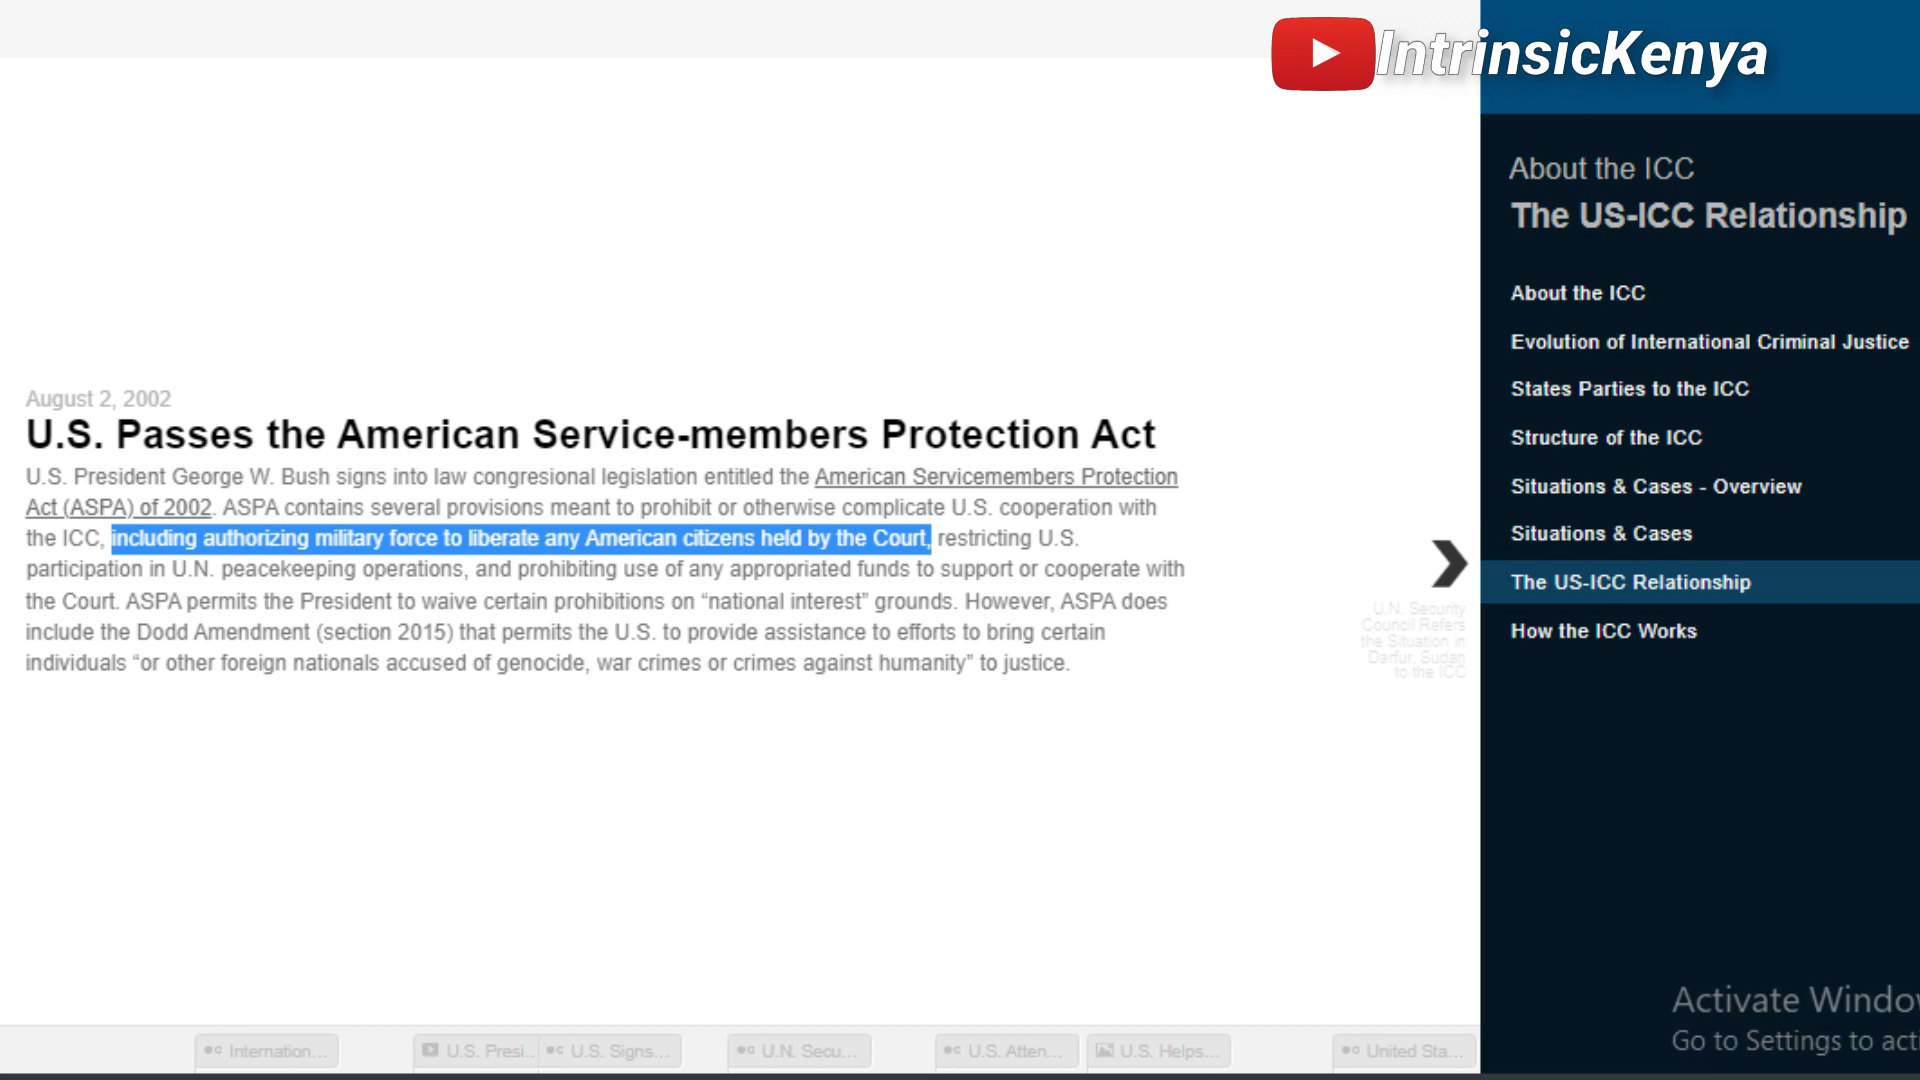 IntrinsicKenya
About the ICC
The US-ICC Relationship
About the ICC
Evolution of International Criminal Justice
States Parties to the ICC
Structure of the ICC
Situations & Cases - Overview
Situations & Cases
The US-ICC Relationship
How the ICC Works
August 2, 2002
U.S. Passes the American Service-members Protection Act
U.S. President George W. Bush signs into law congresional legislation entitled the American Servicemembers Protection
Act (ASPA) of 2002. ASPA contains several provisions meant to prohibit or otherwise complicate U.S. cooperation with
the ICC, including authorizing military force to liberate any American citizens held by the Court, restricting U.S.
participation in U.N. peacekeeping operations, and prohibiting use of any appropriated funds to support or cooperate with
the Court. ASPA permits the President to waive certain prohibitions on “national interest” grounds. However, ASPA does
include the Dodd Amendment (section 2015) that permits the U.S. to provide assistance to efforts to bring certain
individuals “or other foreign nationals accused of genocide, war crimes or crimes against humanity” to justice.
U.N. Security
Council Refers
the Situation in
Darfur, Sudan
to the ICC
Internation...
U.S. Presi...
U.S. Signs...
U.N. Secu...
U.S. Atten...
U.S. Helps...
United Sta...
Activate Windo
Go to Settings to acti